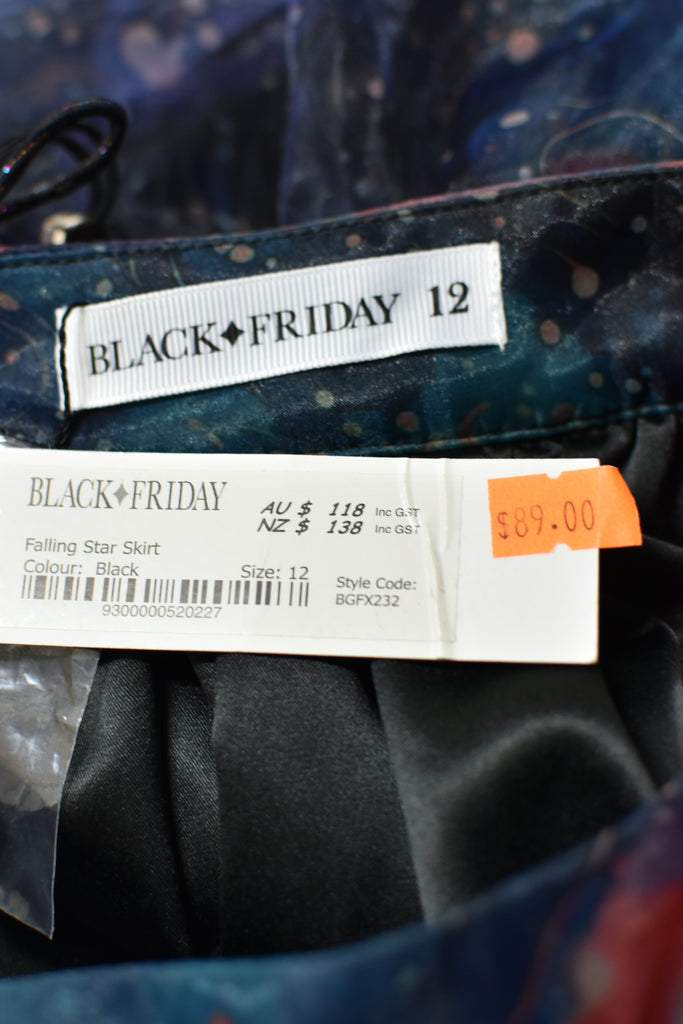 BLACK✦FRIDAY 12
BLACK✦FRIDAY
AU $ 118 Inc GST
NZ $ 138 Inc GST
$89.00
Falling Star Skirt
Colour: Black Size: 12
Style Code:
BGFX232
9300000520227